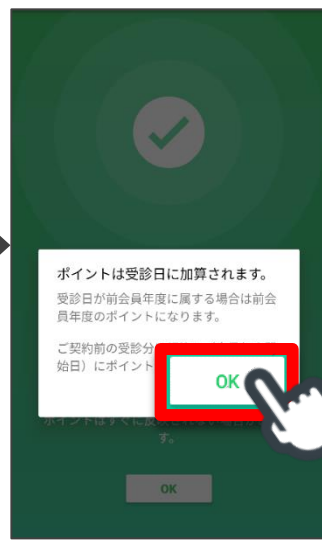 ポイントは受診日に加算されます。
受診日が前会員年度に属する場合は前会
員年度のポイントになります。
ご契約前の受診分
始日）にポイント
OK
ポイントはすぐに反
す。
OK